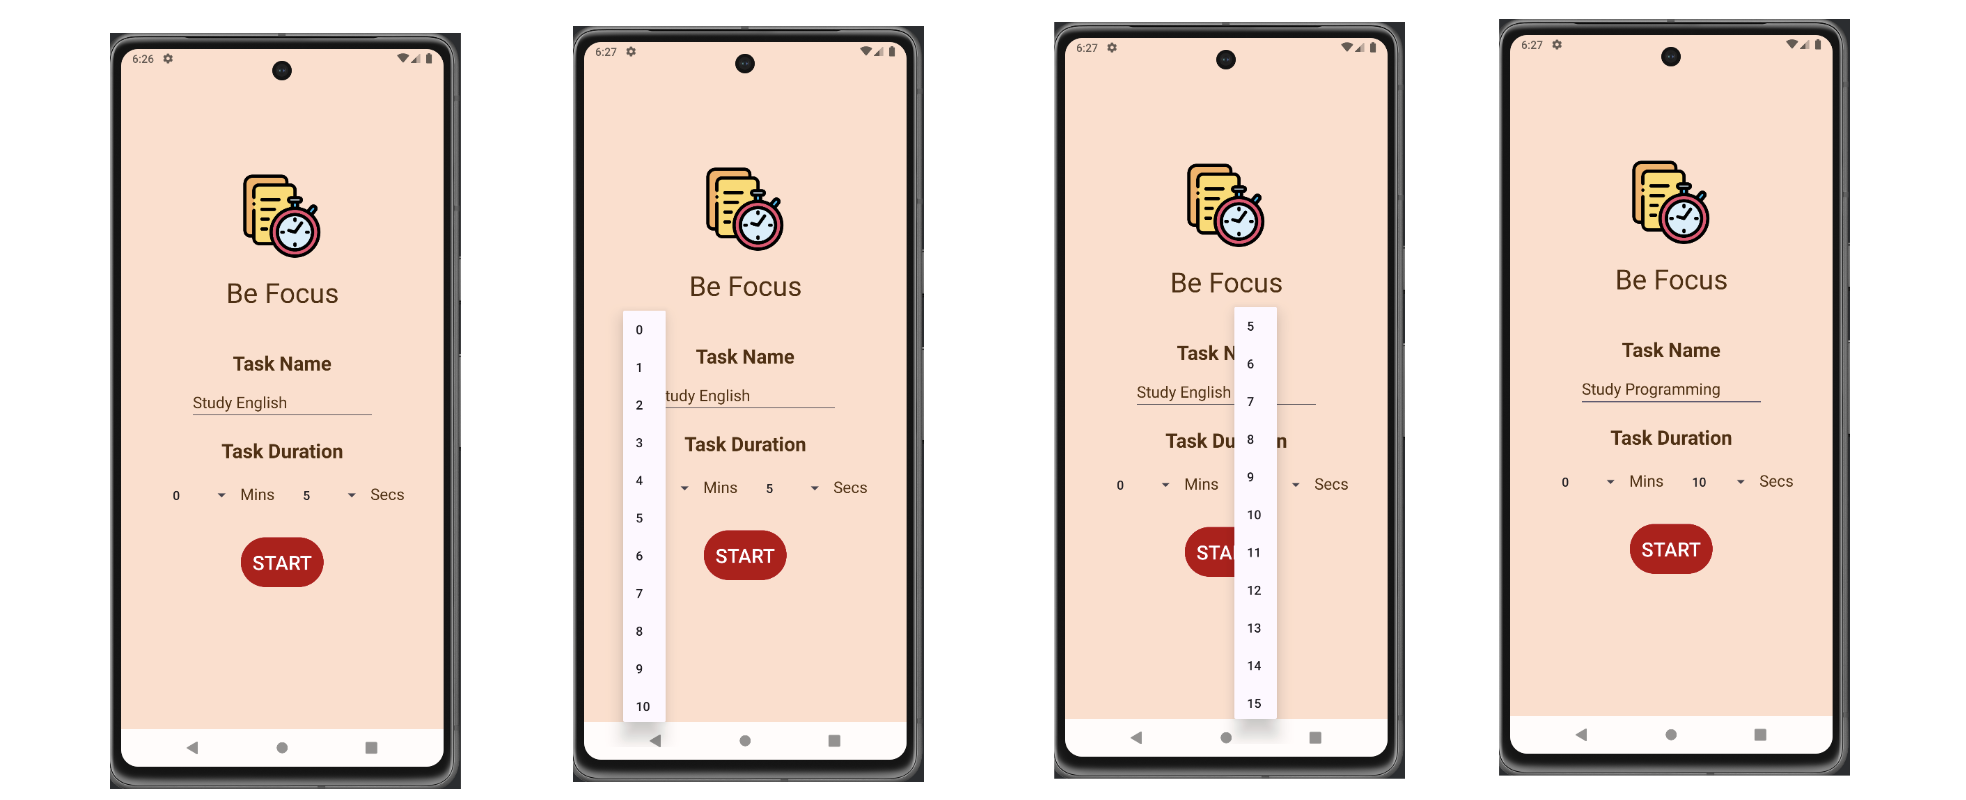 6:26
Be Focus
Task Name
Study English
Task Duration
0 Mins 5 Secs
START
6:27
Be Focus
0
1
2
3
4
5
6
7
8
9
10
Task Name
tudy English
Task Duration
Mins 5 Secs
START
6:27
Be Focus
5
6
7
8
9
10
11
12
13
14
15
Task N
Study English
Task Du n
0 Mins Secs
STA
6:27
Be Focus
Task Name
Study Programming
Task Duration
0 Mins 10 Secs
START